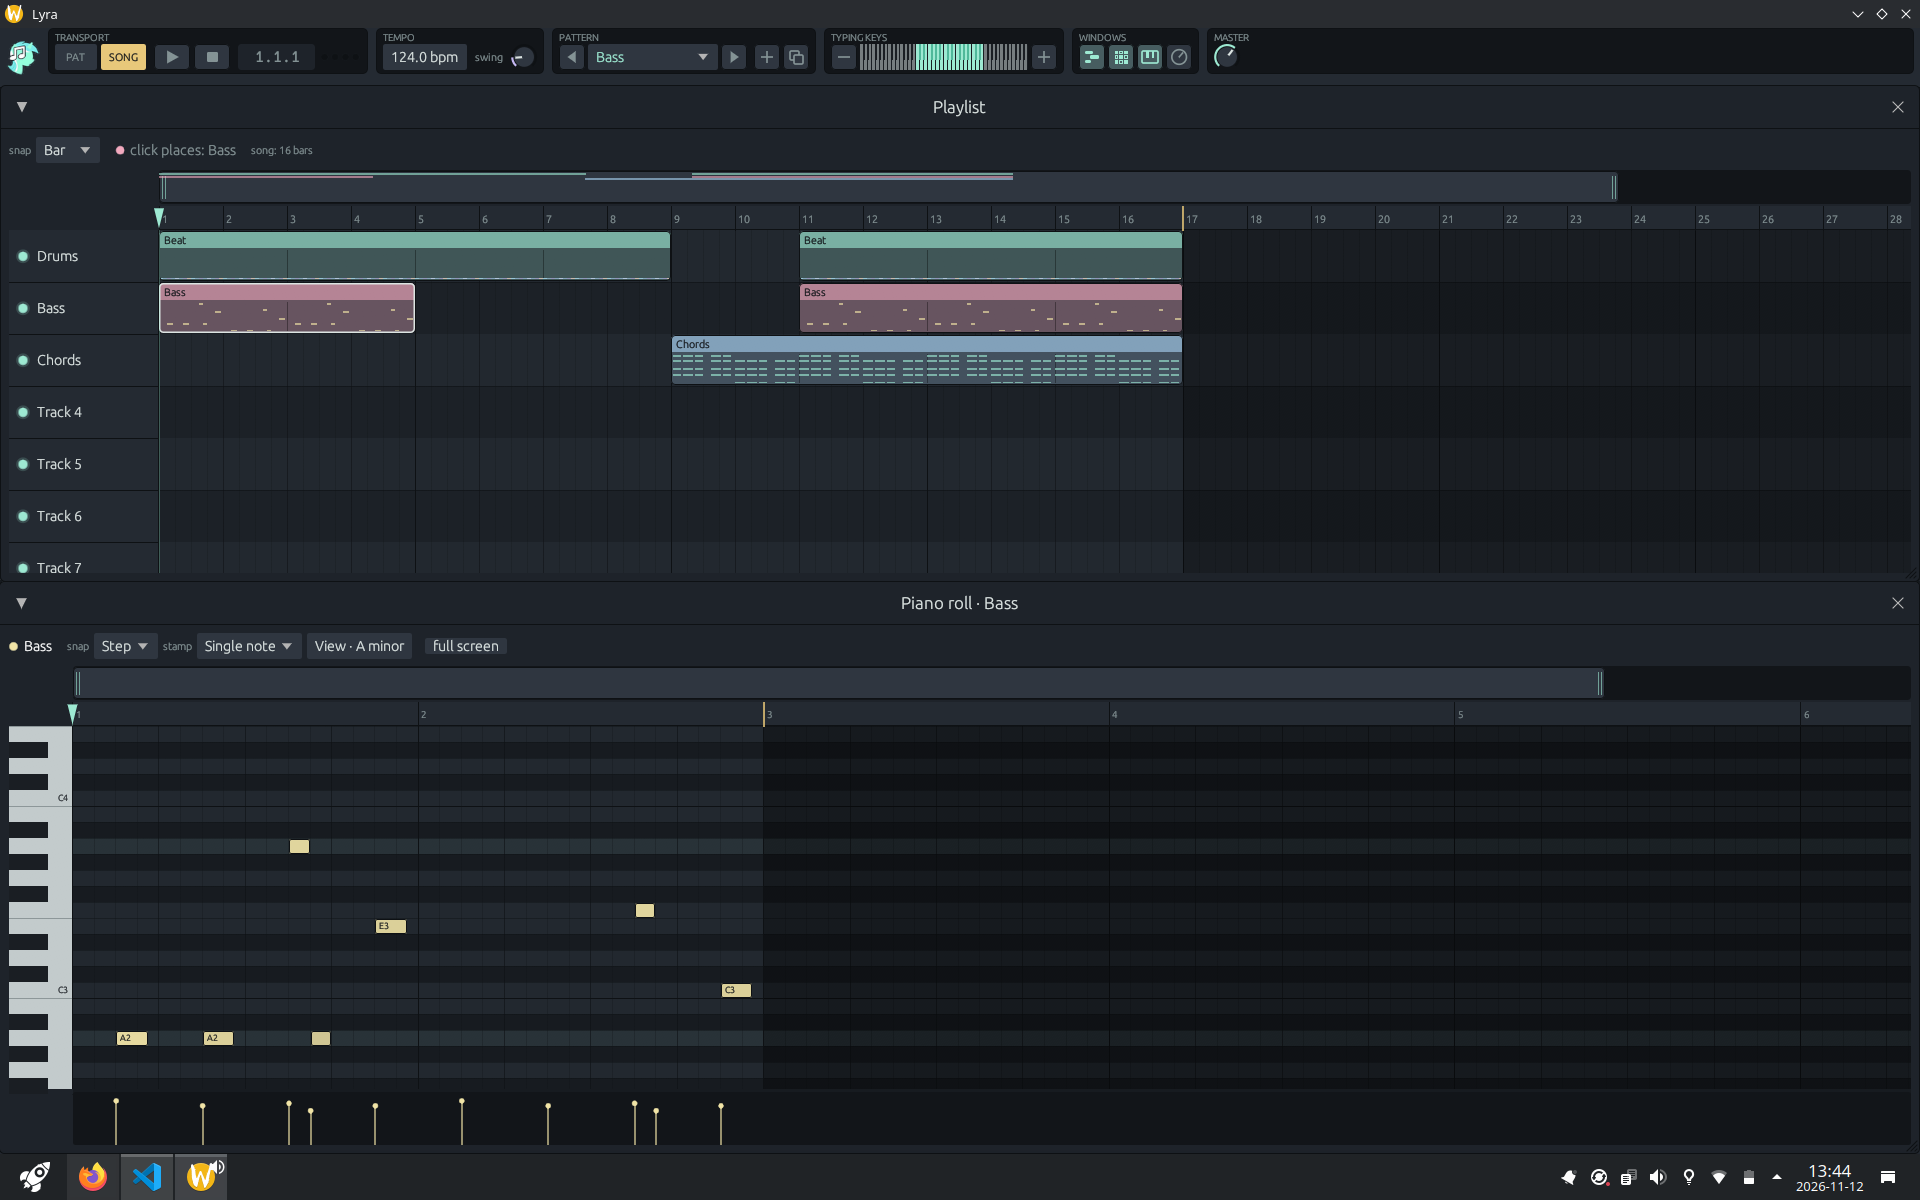 Lyra
TRANSPORT
PAT
SONG
1.1.1
TEMPO
124.0 bpm
swing
PATTERN
Bass
TYPING KEYS
WINDOWS
MASTER
Playlist
snap
Bar
click places: Bass
song: 16 bars
1 2 3 4 5 6 7 8 9 10 11 12 13 14 15 16 17 18 19 20 21 22 23 24 25 26 27 28
Drums
Beat
Beat
Bass
Bass
Bass
Chords
Chords
Track 4
Track 5
Track 6
Track 7
Piano roll · Bass
Bass
snap
Step
stamp
Single note
View · A minor
full screen
1 2 3 4 5 6
C4
E3
C3
C3
A2
A2
13:44
2026-11-12